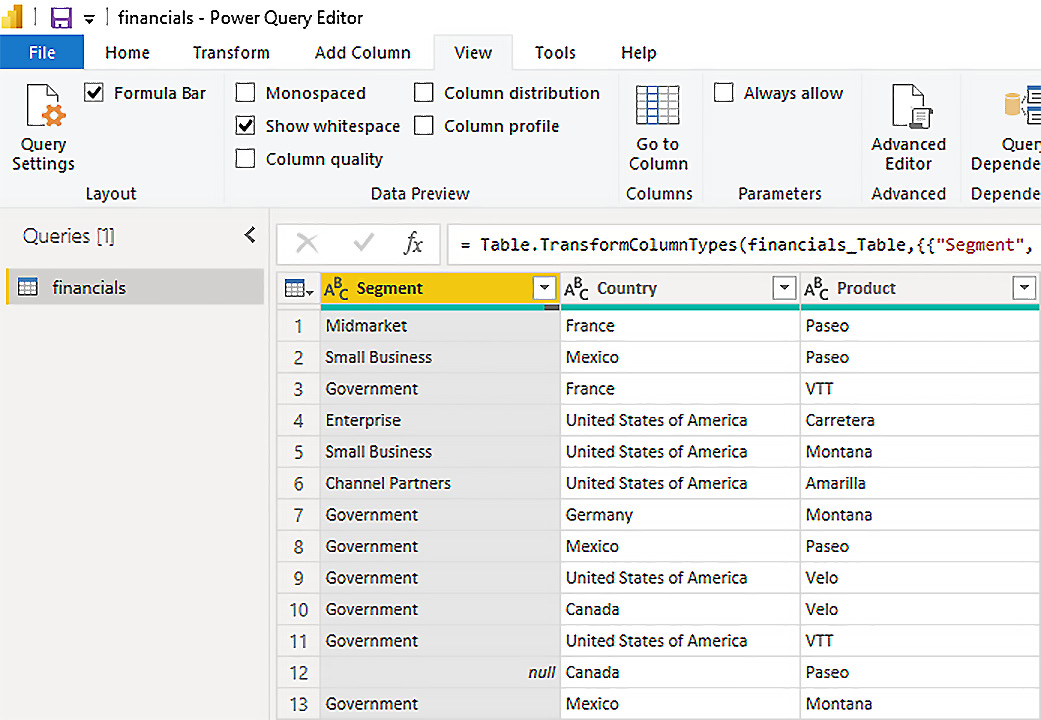 financials - Power Query Editor
File Home Transform Add Column View Tools Help
Formula Bar Monospaced Column distribution Always allow
Show whitespace Column profile
Column quality
Query Settings Go to Column Advanced Editor Query Depende
Layout Data Preview Columns Parameters Advanced Depende
Queries [1] fx = Table.TransformColumnTypes(financials_Table,{{"Segment",
financials
ABC Segment ABC Country ABC Product
1 Midmarket France Paseo
2 Small Business Mexico Paseo
3 Government France VTT
4 Enterprise United States of America Carretera
5 Small Business United States of America Montana
6 Channel Partners United States of America Amarilla
7 Government Germany Montana
8 Government Mexico Paseo
9 Government United States of America Velo
10 Government Canada Velo
11 Government United States of America VTT
12 null Canada Paseo
13 Government Mexico Montana